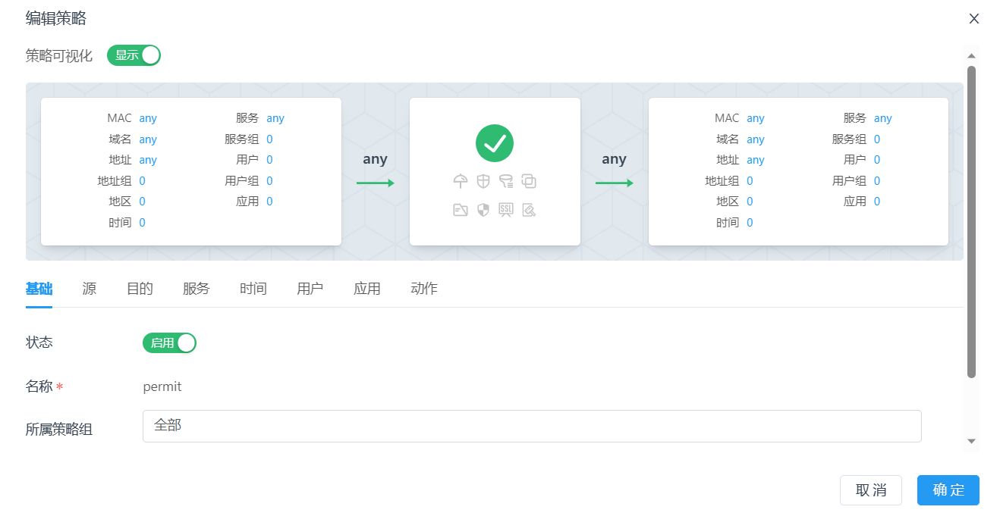 编辑策略
策略可视化 显示
MAC any 服务 any
域名 any 服务组 0
地址 any 用户 0
地址组 0 用户组 0
地区 0 应用 0
时间 0
any
SSL
any
MAC any 服务 any
域名 any 服务组 0
地址 any 用户 0
地址组 0 用户组 0
地区 0 应用 0
时间 0
基础 源 目的 服务 时间 用户 应用 动作
状态 启用
名称 * permit
所属策略组 全部
取消 确定